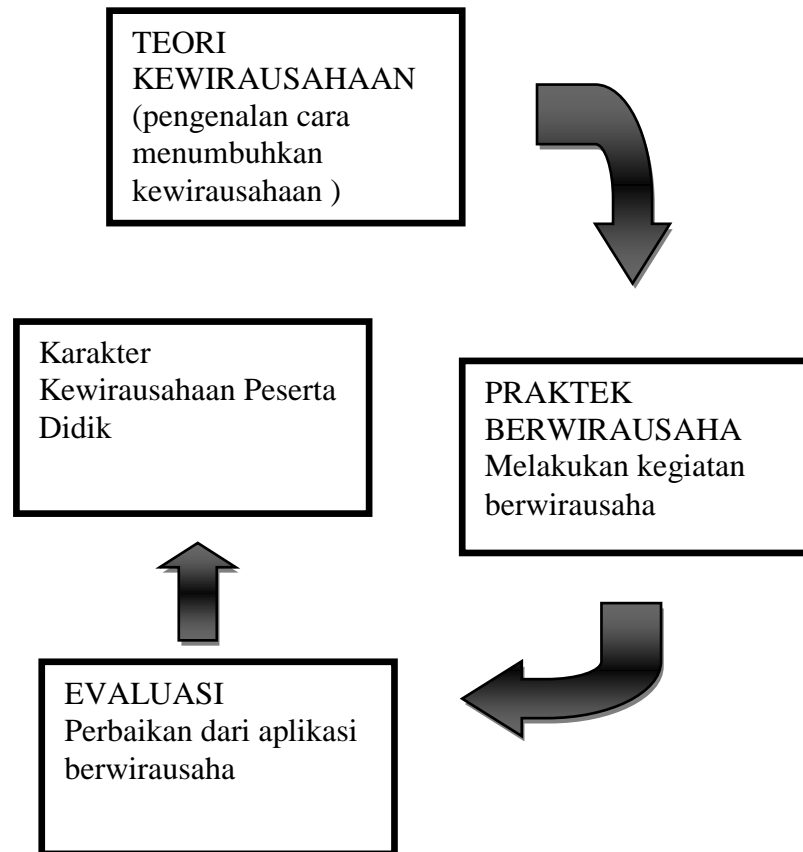 TEORI
KEWIRAUSAHAAN
(pengenalan cara
menumbuhkan
kewirausahaan )
PRAKTEK
BERWIRAUSAHA
Melakukan kegiatan
berwirausaha
EVALUASI
Perbaikan dari aplikasi
berwirausaha
Karakter
Kewirausahaan Peserta
Didik